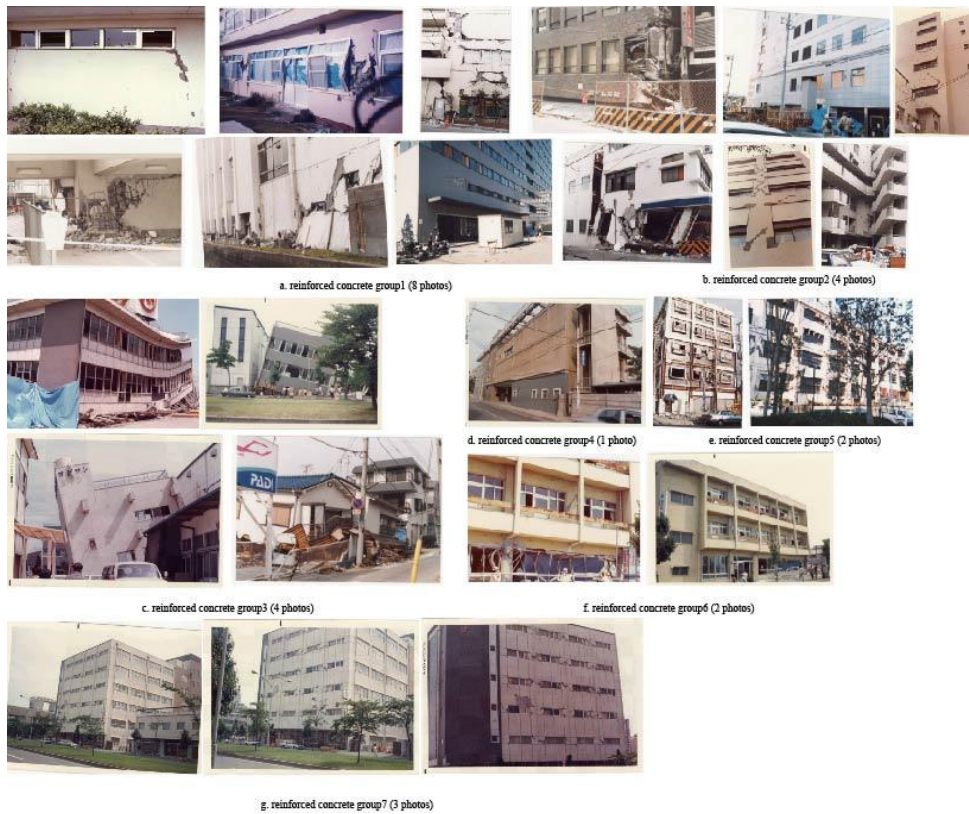 a. reinforced concrete group1 (8 photos)
b. reinforced concrete group2 (4 photos)
d. reinforced concrete group4 (1 photo)
e. reinforced concrete group5 (2 photos)
PADI
c. reinforced concrete group3 (4 photos)
f. reinforced concrete group6 (2 photos)
g. reinforced concrete group7 (3 photos)